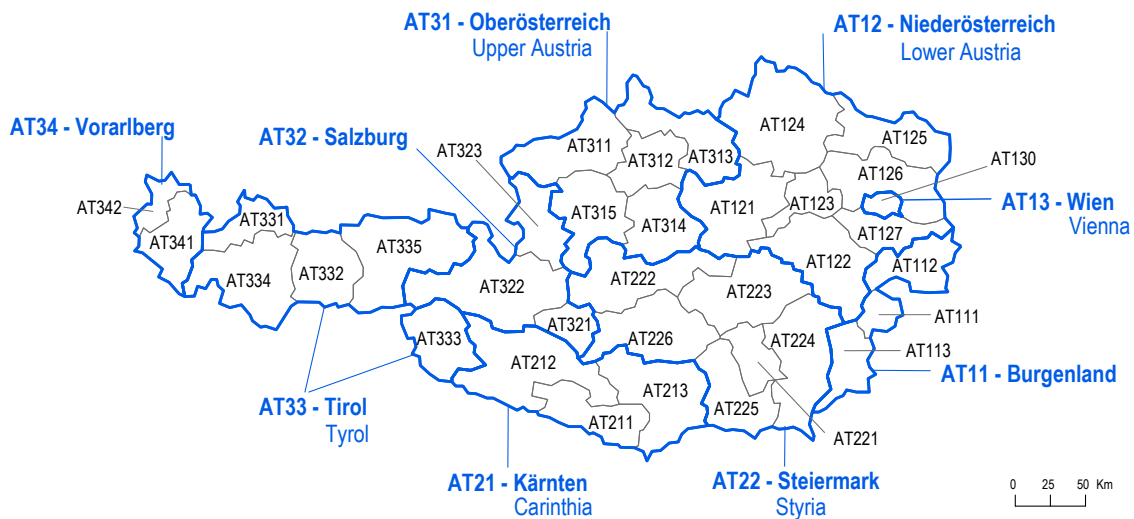 AT31 - Oberösterreich
Upper Austria
AT12 - Niederösterreich
Lower Austria
AT34 - Vorarlberg
AT32 - Salzburg
AT323
AT311
AT312
AT313
AT124
AT125
AT126
AT130
AT13 - Wien
Vienna
AT342
AT341
AT331
AT335
AT315
AT314
AT121
AT123
AT127
AT112
AT334
AT332
AT322
AT222
AT223
AT122
AT111
AT333
AT321
AT226
AT224
AT113
AT11 - Burgenland
AT212
AT213
AT211
AT225
AT221
AT33 - Tirol
Tyrol
AT21 - Kärnten
Carinthia
AT22 - Steiermark
Styria
0 25 50 Km